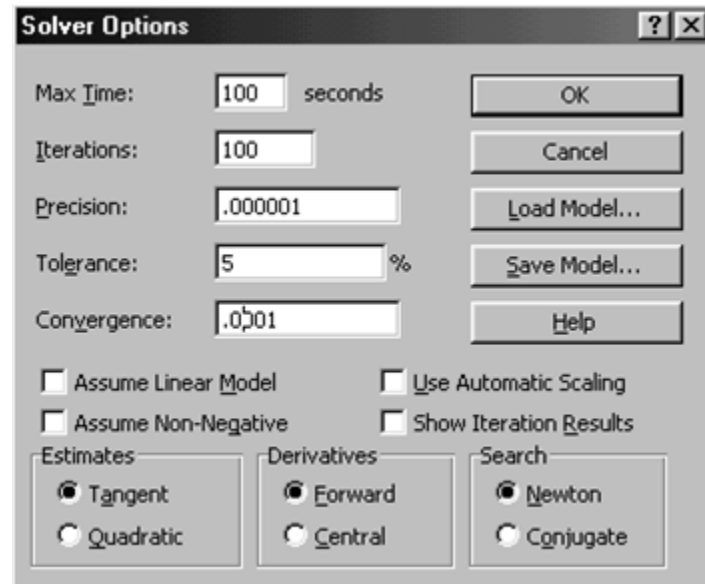 Solver Options
Max Time: 100 seconds
OK
Iterations: 100
Cancel
Precision: .000001
Load Model...
Tolerance: 5 %
Save Model...
Convergence: .0001
Help
Assume Linear Model
Use Automatic Scaling
Assume Non-Negative
Show Iteration Results
Estimates
Tangent
Quadratic
Derivatives
Forward
Central
Search
Newton
Conjugate